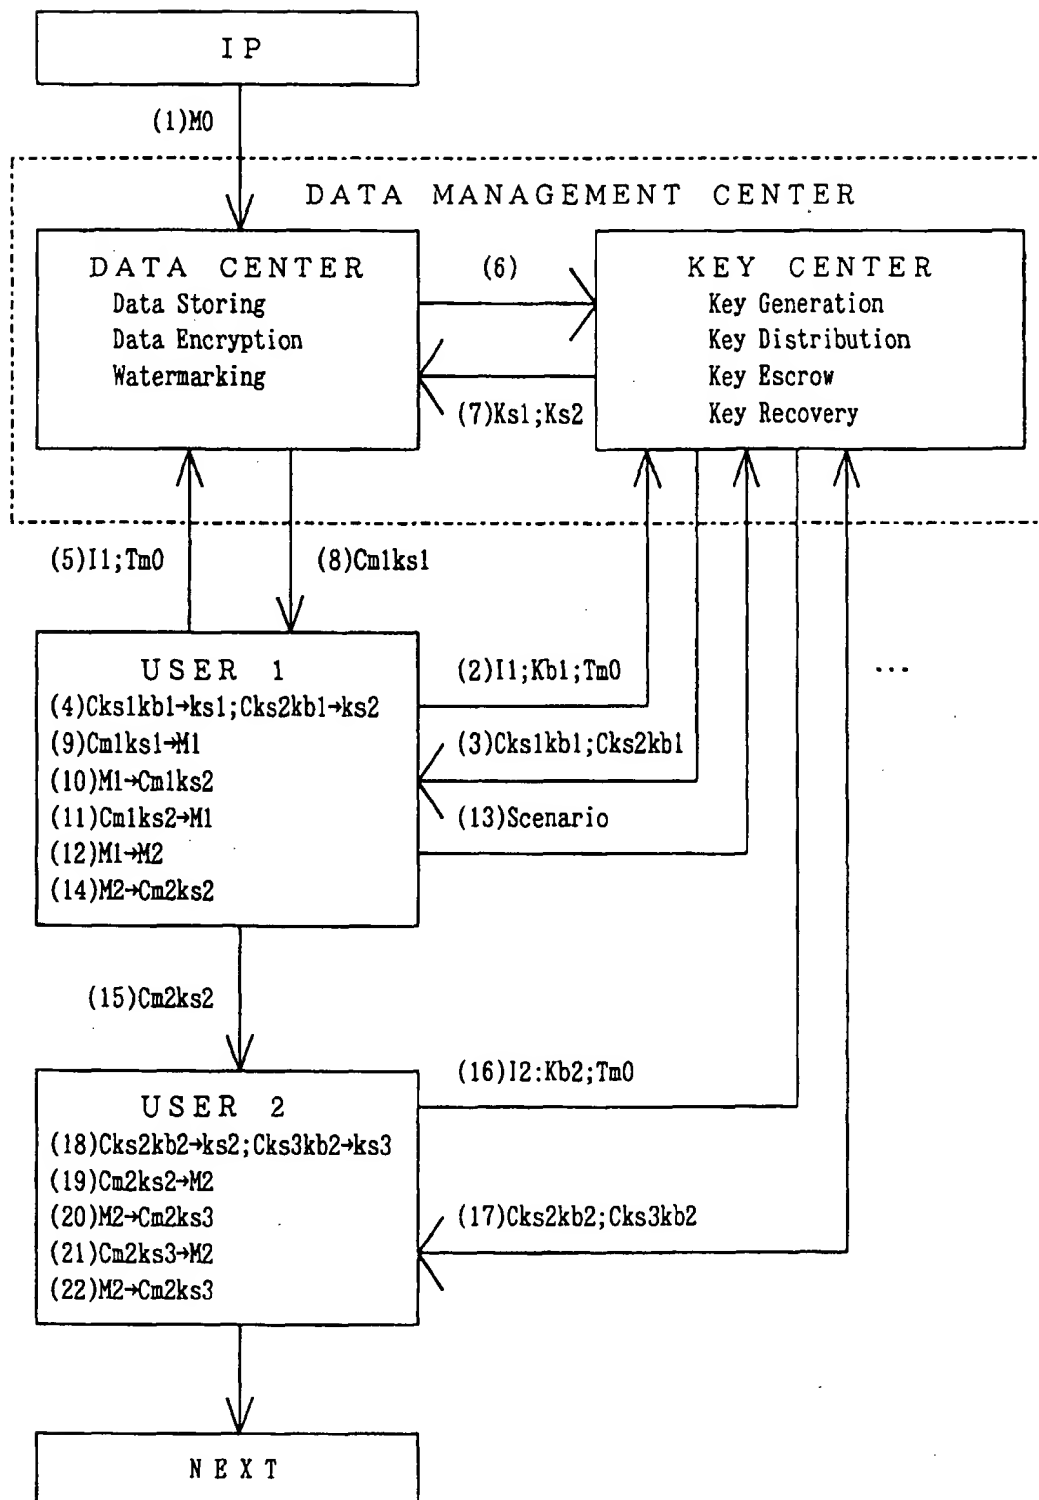 IP
(1)M0
DATA MANAGEMENT CENTER
DATA CENTER
Data Storing
Data Encryption
Watermarking
(6)
(7)Ks1;Ks2
KEY CENTER
Key Generation
Key Distribution
Key Escrow
Key Recovery
(5)I1;Tm0
(8)Cm1ks1
USER 1
(4)Cks1kb1→ks1;Cks2kb1→ks2
(9)Cm1ks1→M1
(10)M1→Cm1ks2
(11)Cm1ks2→M1
(12)M1→M2
(14)M2→Cm2ks2
(2)I1;Kb1;Tm0
(3)Cks1kb1;Cks2kb1
(13)Scenario
...
(15)Cm2ks2
USER 2
(18)Cks2kb2→ks2;Cks3kb2→ks3
(19)Cm2ks2→M2
(20)M2→Cm2ks3
(21)Cm2ks3→M2
(22)M2→Cm2ks3
(16)I2:Kb2;Tm0
(17)Cks2kb2;Cks3kb2
NEXT